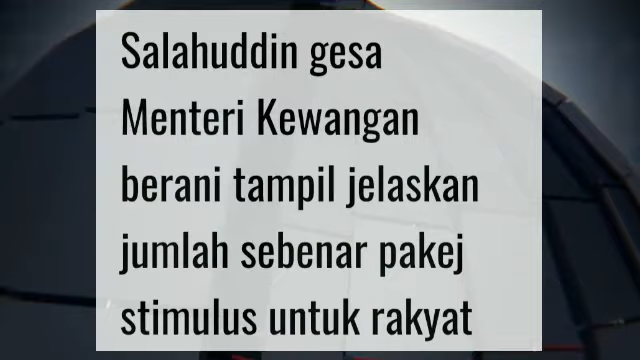 Salahuddin gesa
Menteri Kewangan
berani tampil jelaskan
jumlah sebenar pakej
stimulus untuk rakyat